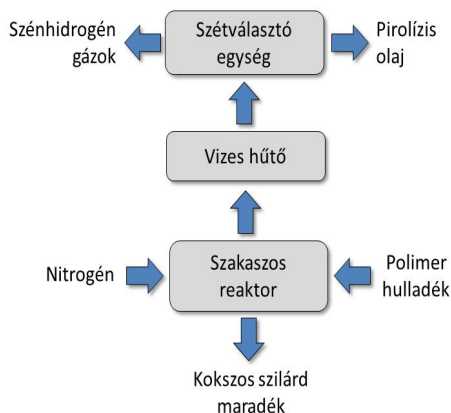 Szénhidrogén
gázok
Szétválasztó
egység
Pirolízis
olaj
Vizes hűtő
Nitrogén
Szakaszos
reaktor
Polimer
hulladék
Kokszos szilárd
maradék